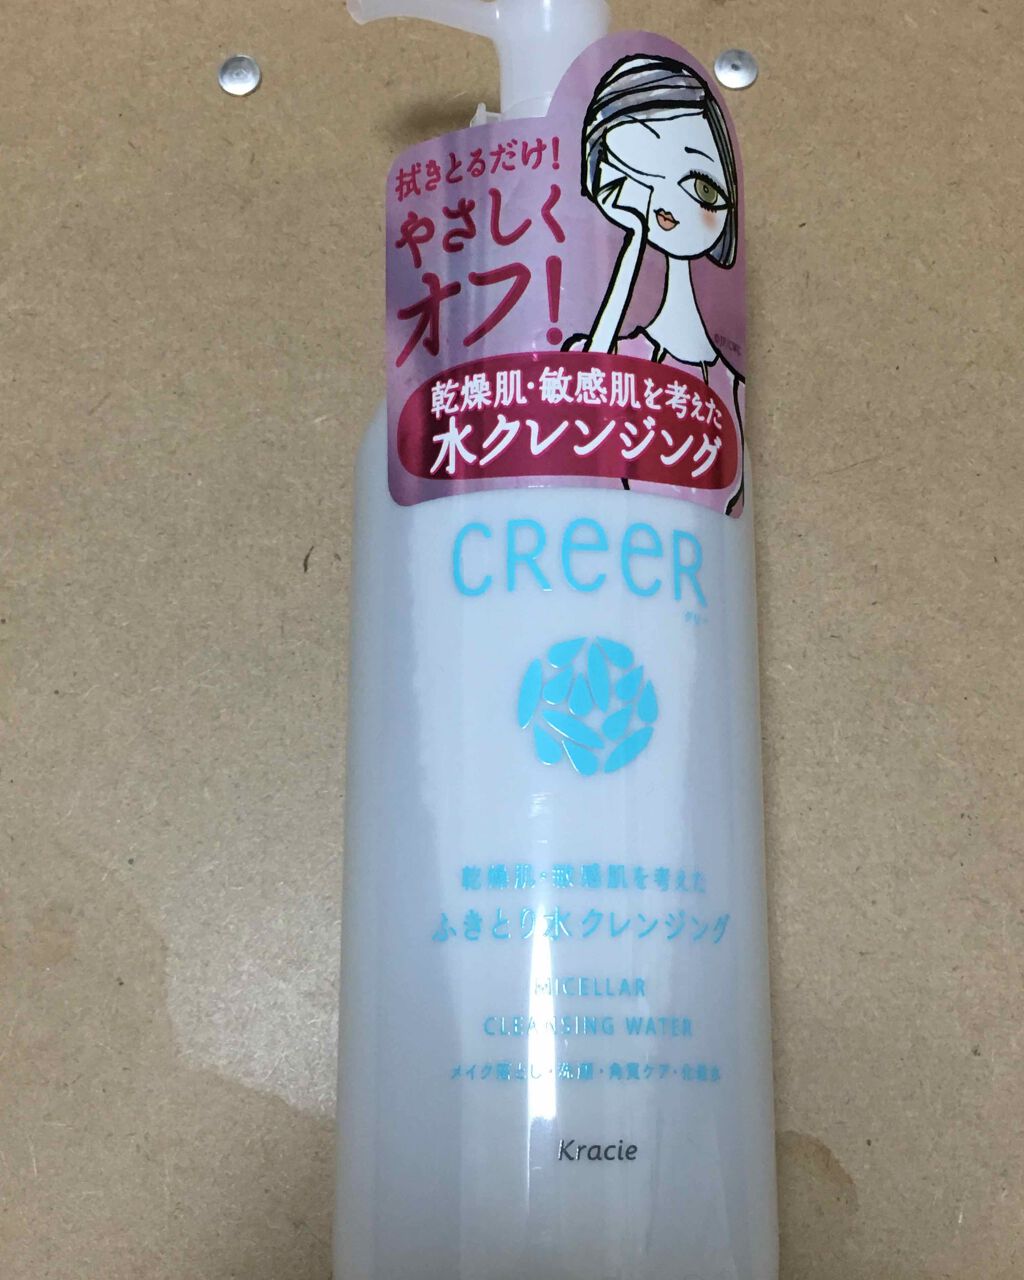 拭きとるだけ!
やさしく
オフ!
乾燥肌・敏感肌を考えた
水クレンジング
CReeR
クリー
乾燥肌・敏感肌を考えた
ふきとり水クレンジング
MICELLAR
CLEANSING WATER
メイク落とし・洗顔・角質ケア・化粧水
Kracie